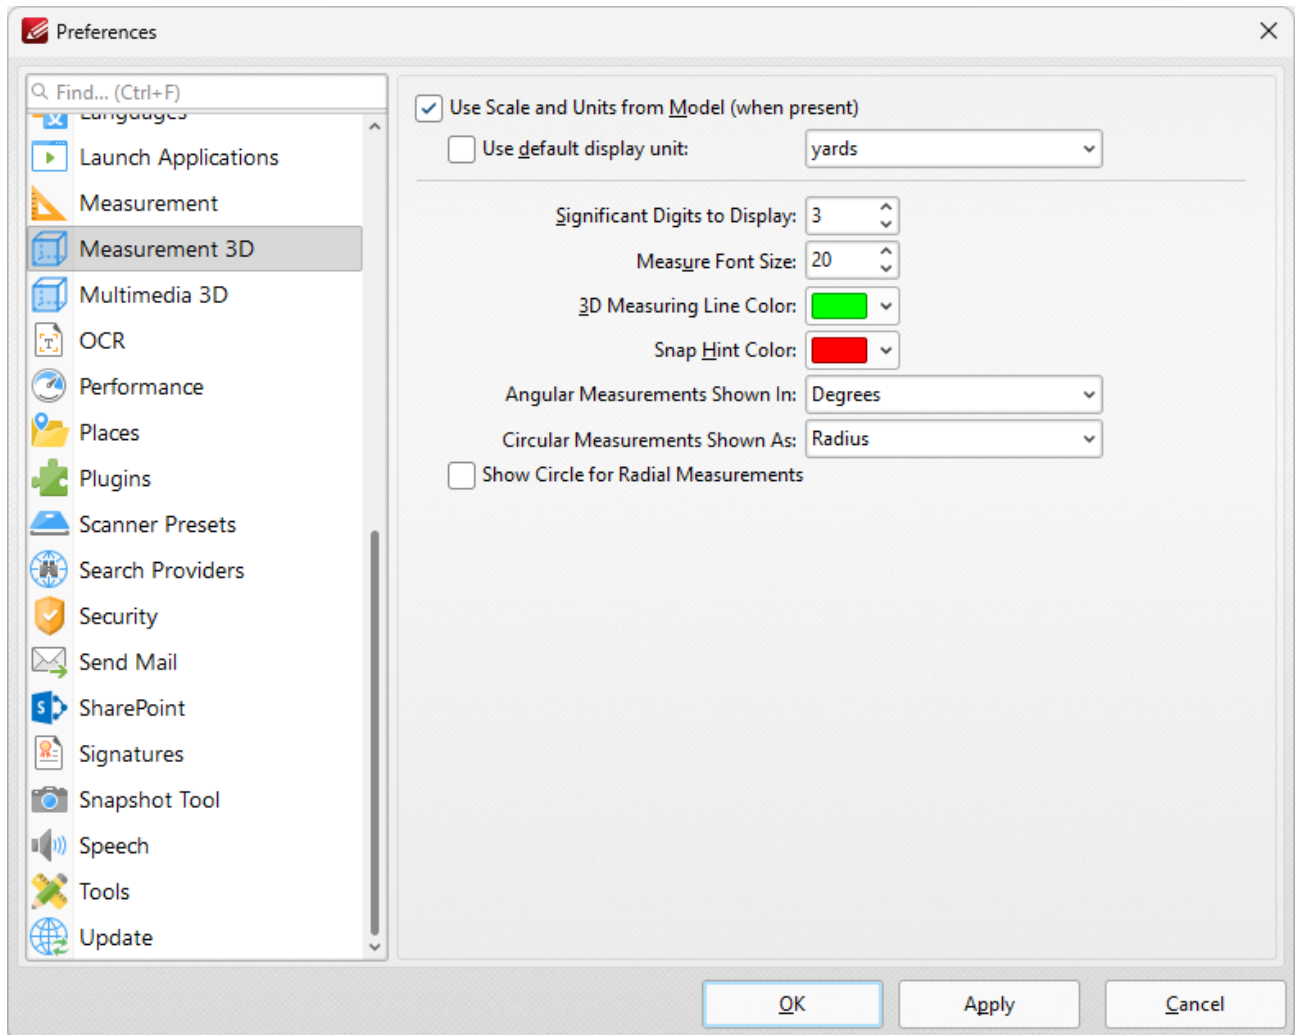 Preferences
Find... (Ctrl+F)
Languages
Launch Applications
Measurement
Measurement 3D
Multimedia 3D
OCR
Performance
Places
Plugins
Scanner Presets
Search Providers
Security
Send Mail
SharePoint
Signatures
Snapshot Tool
Speech
Tools
Update
Use Scale and Units from Model (when present)
Use default display unit: yards
Significant Digits to Display: 3
Measure Font Size: 20
3D Measuring Line Color:
Snap Hint Color:
Angular Measurements Shown In: Degrees
Circular Measurements Shown As: Radius
Show Circle for Radial Measurements
OK Apply Cancel